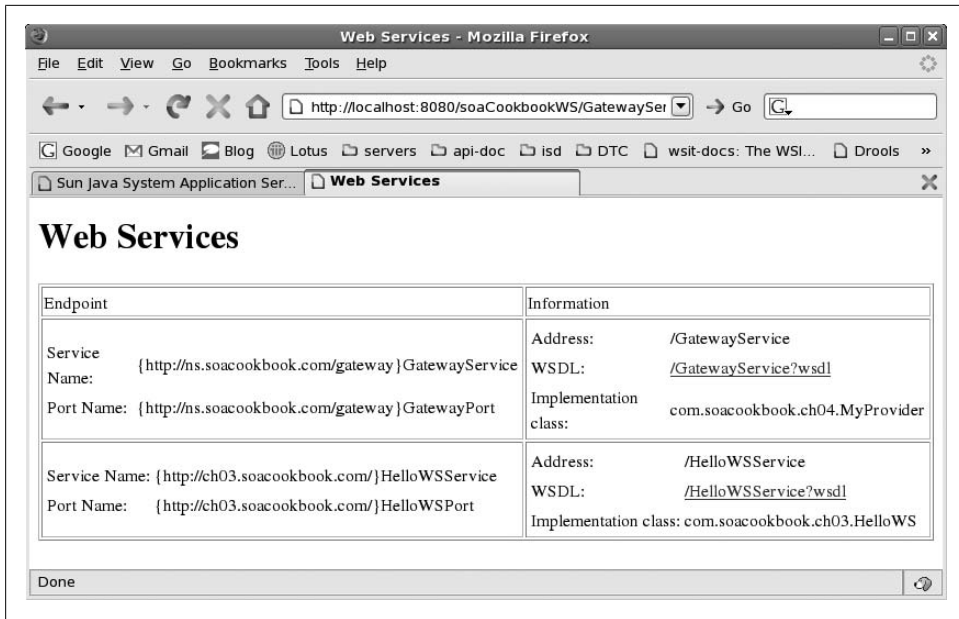 Web Services - Mozilla Firefox
File Edit View Go Bookmarks Tools Help
http://localhost:8080/soaCookbookWS/GatewaySer Go G
G Google Gmail Blog Lotus servers api-doc isd DTC wsit-docs: The WSI... Drools »
Sun Java System Application Ser... Web Services
Web Services
Endpoint Information
Service Name: {http://ns.soacookbook.com/gateway}GatewayService
Port Name: {http://ns.soacookbook.com/gateway}GatewayPort
Address: /GatewayService
WSDL: /GatewayService?wsdl
Implementation class: com.soacookbook.ch04.MyProvider
Service Name: {http://ch03.soacookbook.com/}HelloWSService
Port Name: {http://ch03.soacookbook.com/}HelloWSPort
Address: /HelloWSService
WSDL: /HelloWSService?wsdl
Implementation class: com.soacookbook.ch03.HelloWS
Done